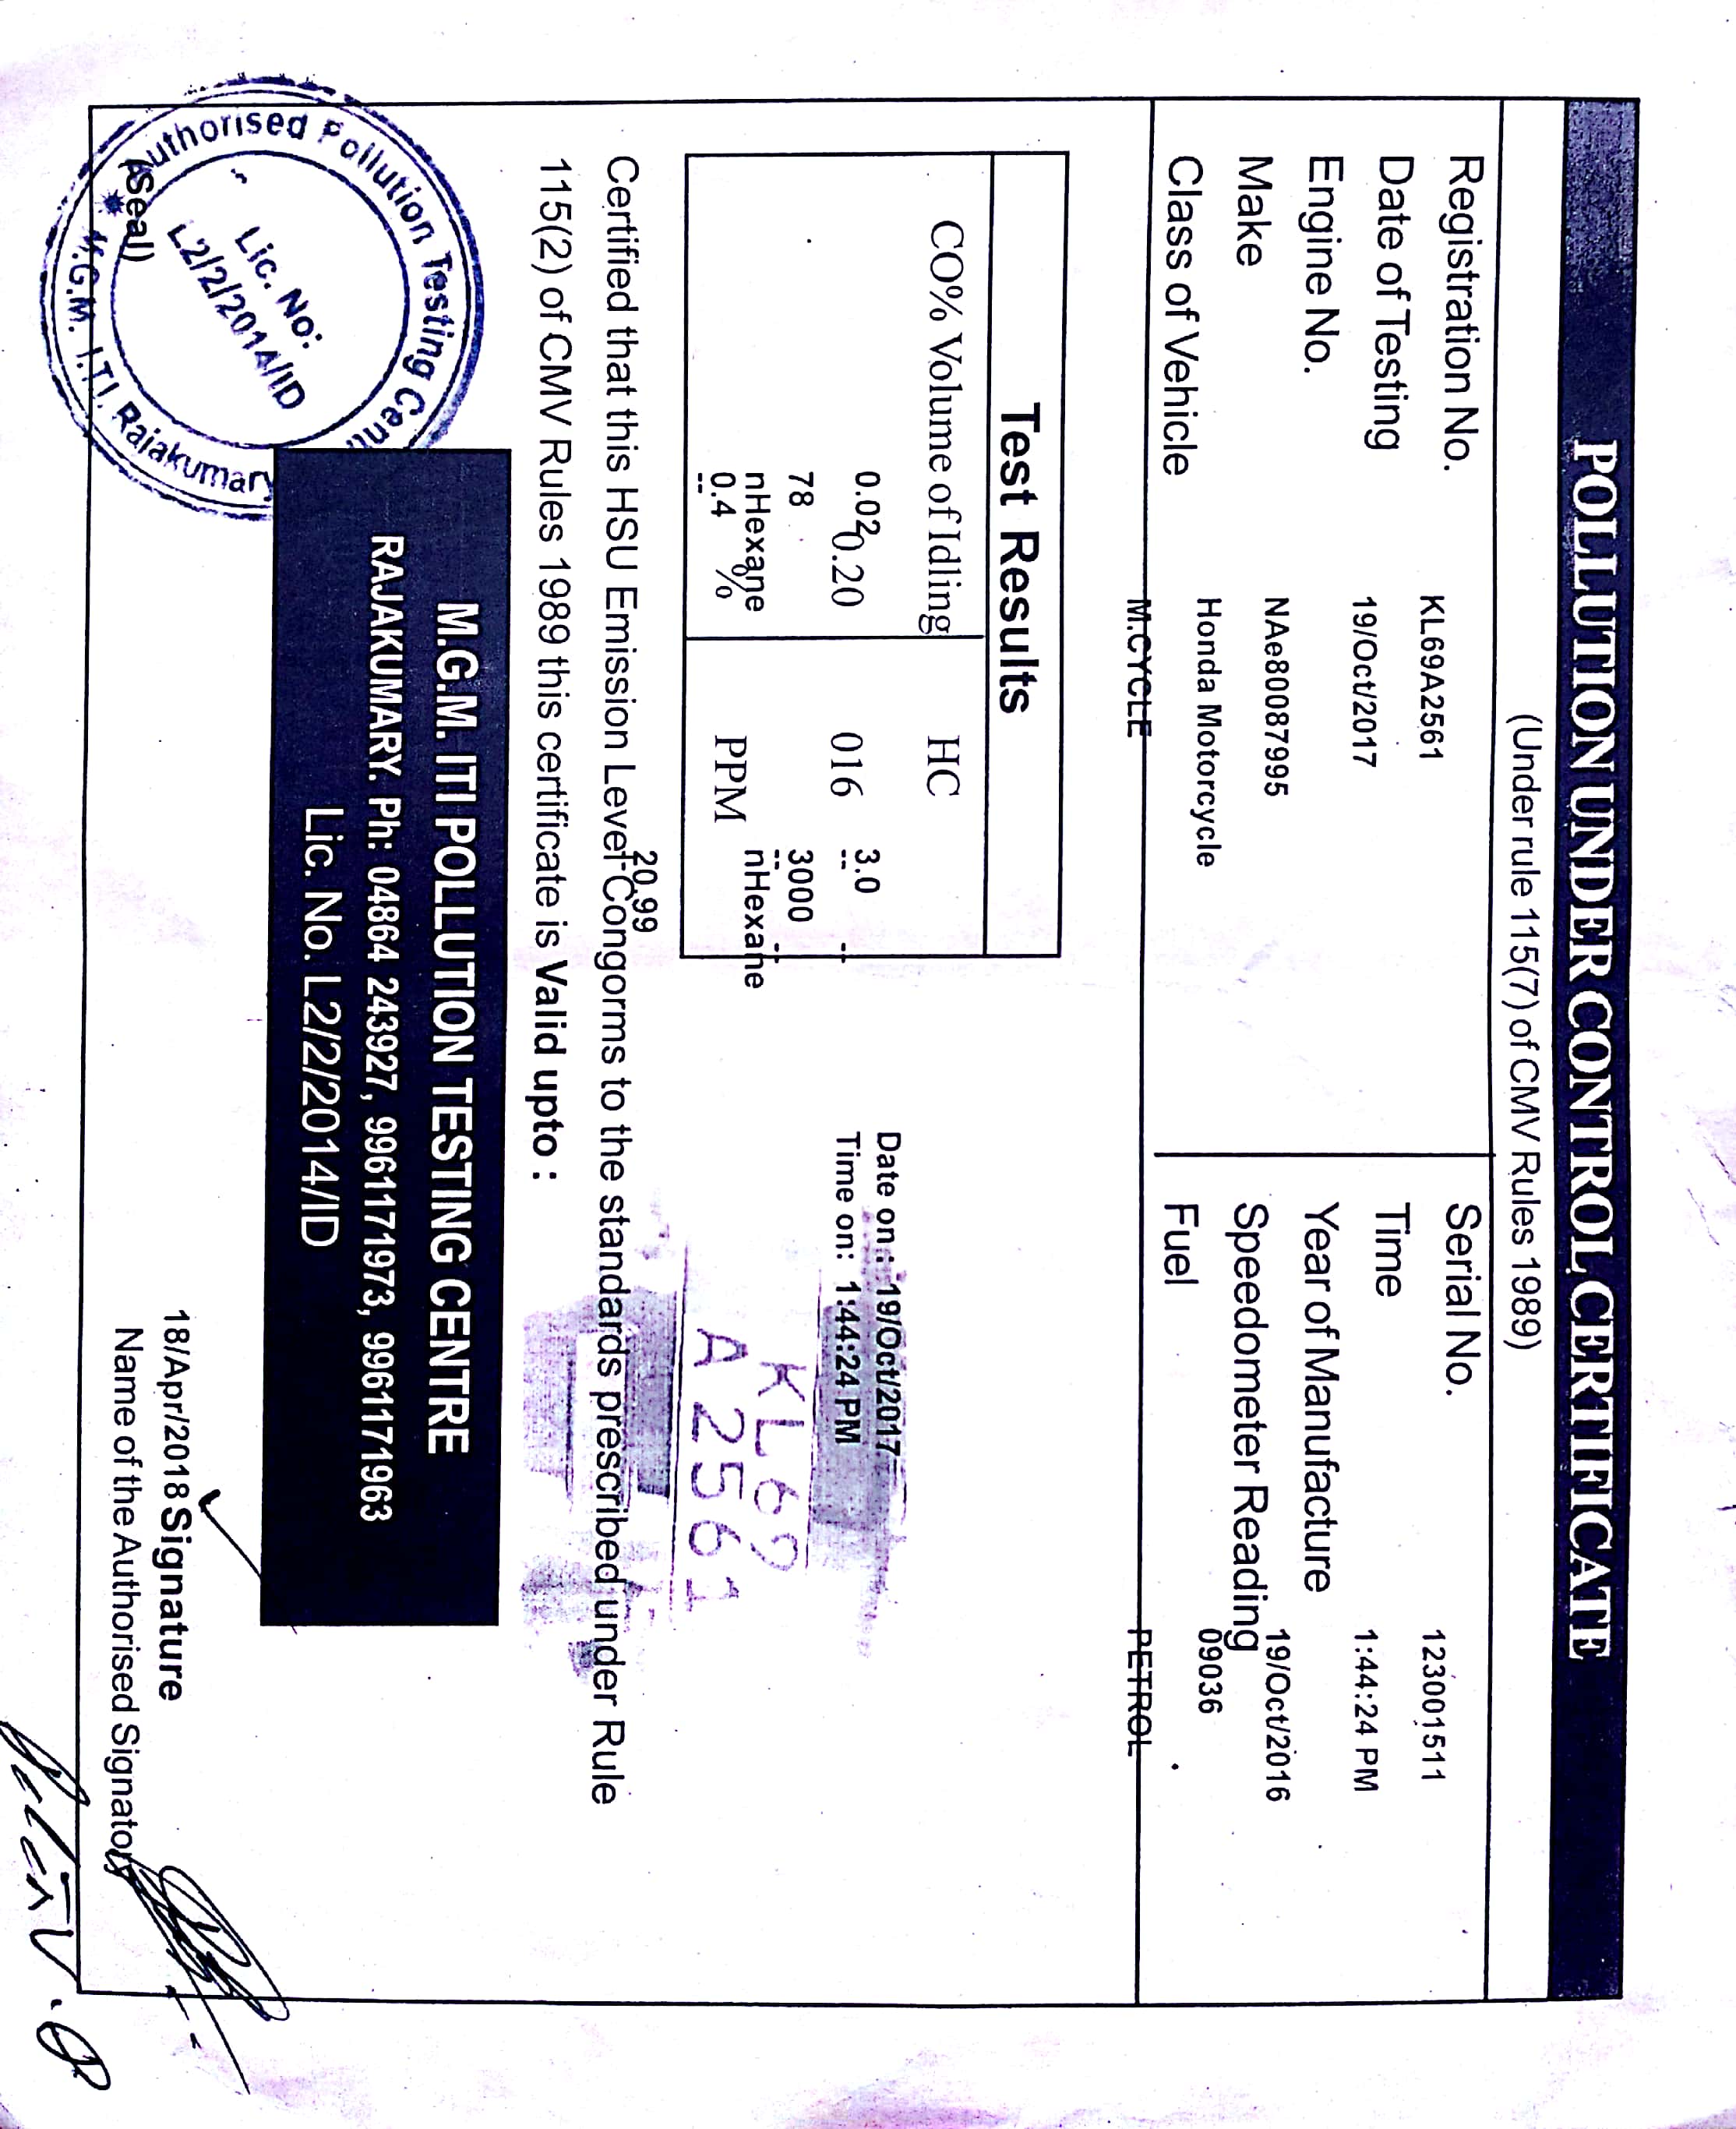 POLLUTION UNDER CONTROL CERTIFICATE
(Under rule 115(7) of CMV Rules 1989)
Registration No. KL69A2561 Serial No. 123001511
Date of Testing 19/Oct/2017 Time 1:44:24 PM
Engine No. NAe80087995 Year of Manufacture 19/Oct/2016
Make Honda Motorcycle Speedometer Reading 09036
Class of Vehicle M.CYCLE Fuel PETROL
Test Results
CO% Volume of Idling HC
0.02 3.0
0.20 016 -- --
78 3000
nHexane -- -- nHexane
0.4 % PPM
--
Date on : 19/Oct/2017
Time on: 1:44:24 PM
KL69
A2561
20.99
Certified that this HSU Emission Level Congorms to the standards prescribed under Rule
115(2) of CMV Rules 1989 this certificate is Valid upto :
M.G.M. ITI POLLUTION TESTING CENTRE
RAJAKUMARY. Ph: 04864 243927, 9961171973, 9961171963
Lic. No. L2/2/2014/ID
Authorised Pollution Testing Cent
Lic. No:
L2/2/2014/ID
M.G.M. I.T.I. Rajakumary
(Seal)
18/Apr/2018 Signature
Name of the Authorised Signatory